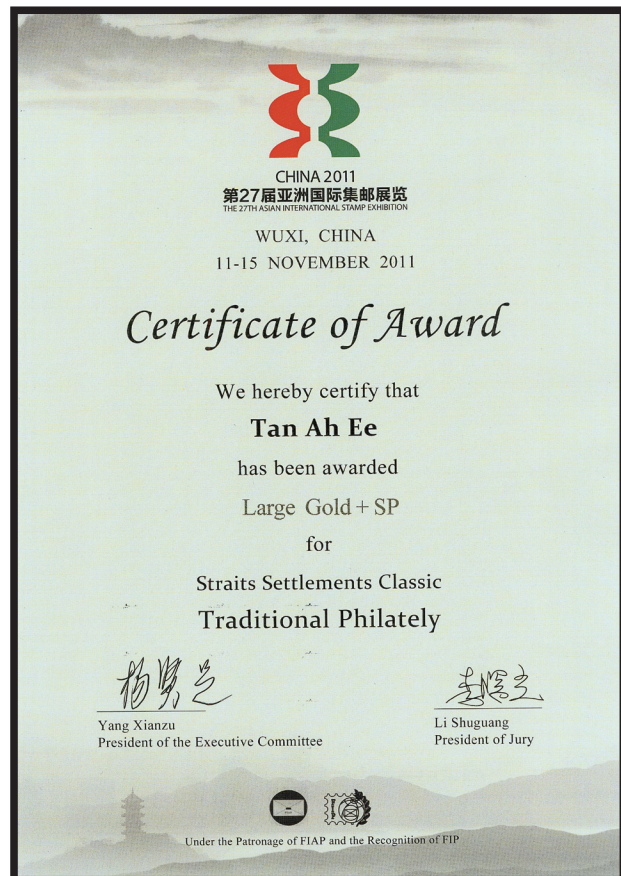 CHINA 2011
第27届亚洲国际集邮展览
THE 27TH ASIAN INTERNATIONAL STAMP EXHIBITION
WUXI, CHINA
11-15 NOVEMBER 2011
Certificate of Award
We hereby certify that
Tan Ah Ee
has been awarded
Large Gold + SP
for
Straits Settlements Classic
Traditional Philately
杨贤足
Yang Xianzu
President of the Executive Committee
Li Shuguang
President of Jury
Under the Patronage of FIAP and the Recognition of FIP